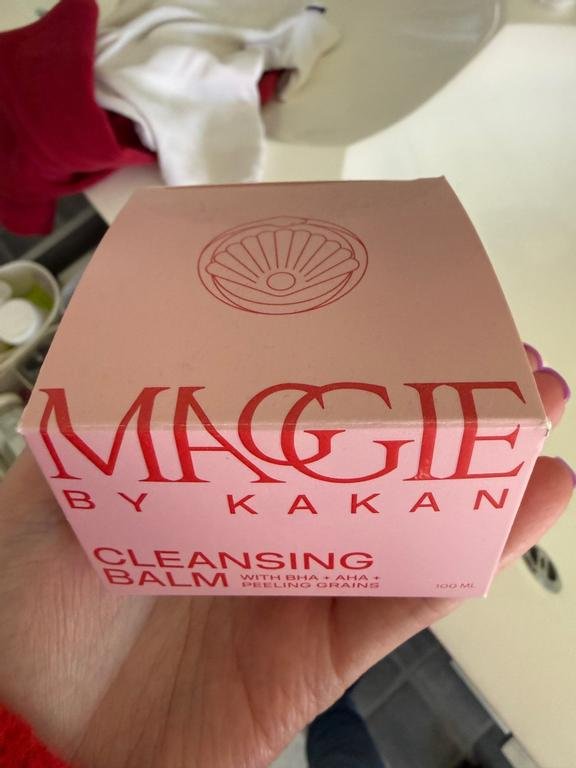 MAGGIE
BY KAKAN
CLEANSING
BALM WITH BHA + AHA +
PEELING GRAINS
100 ML